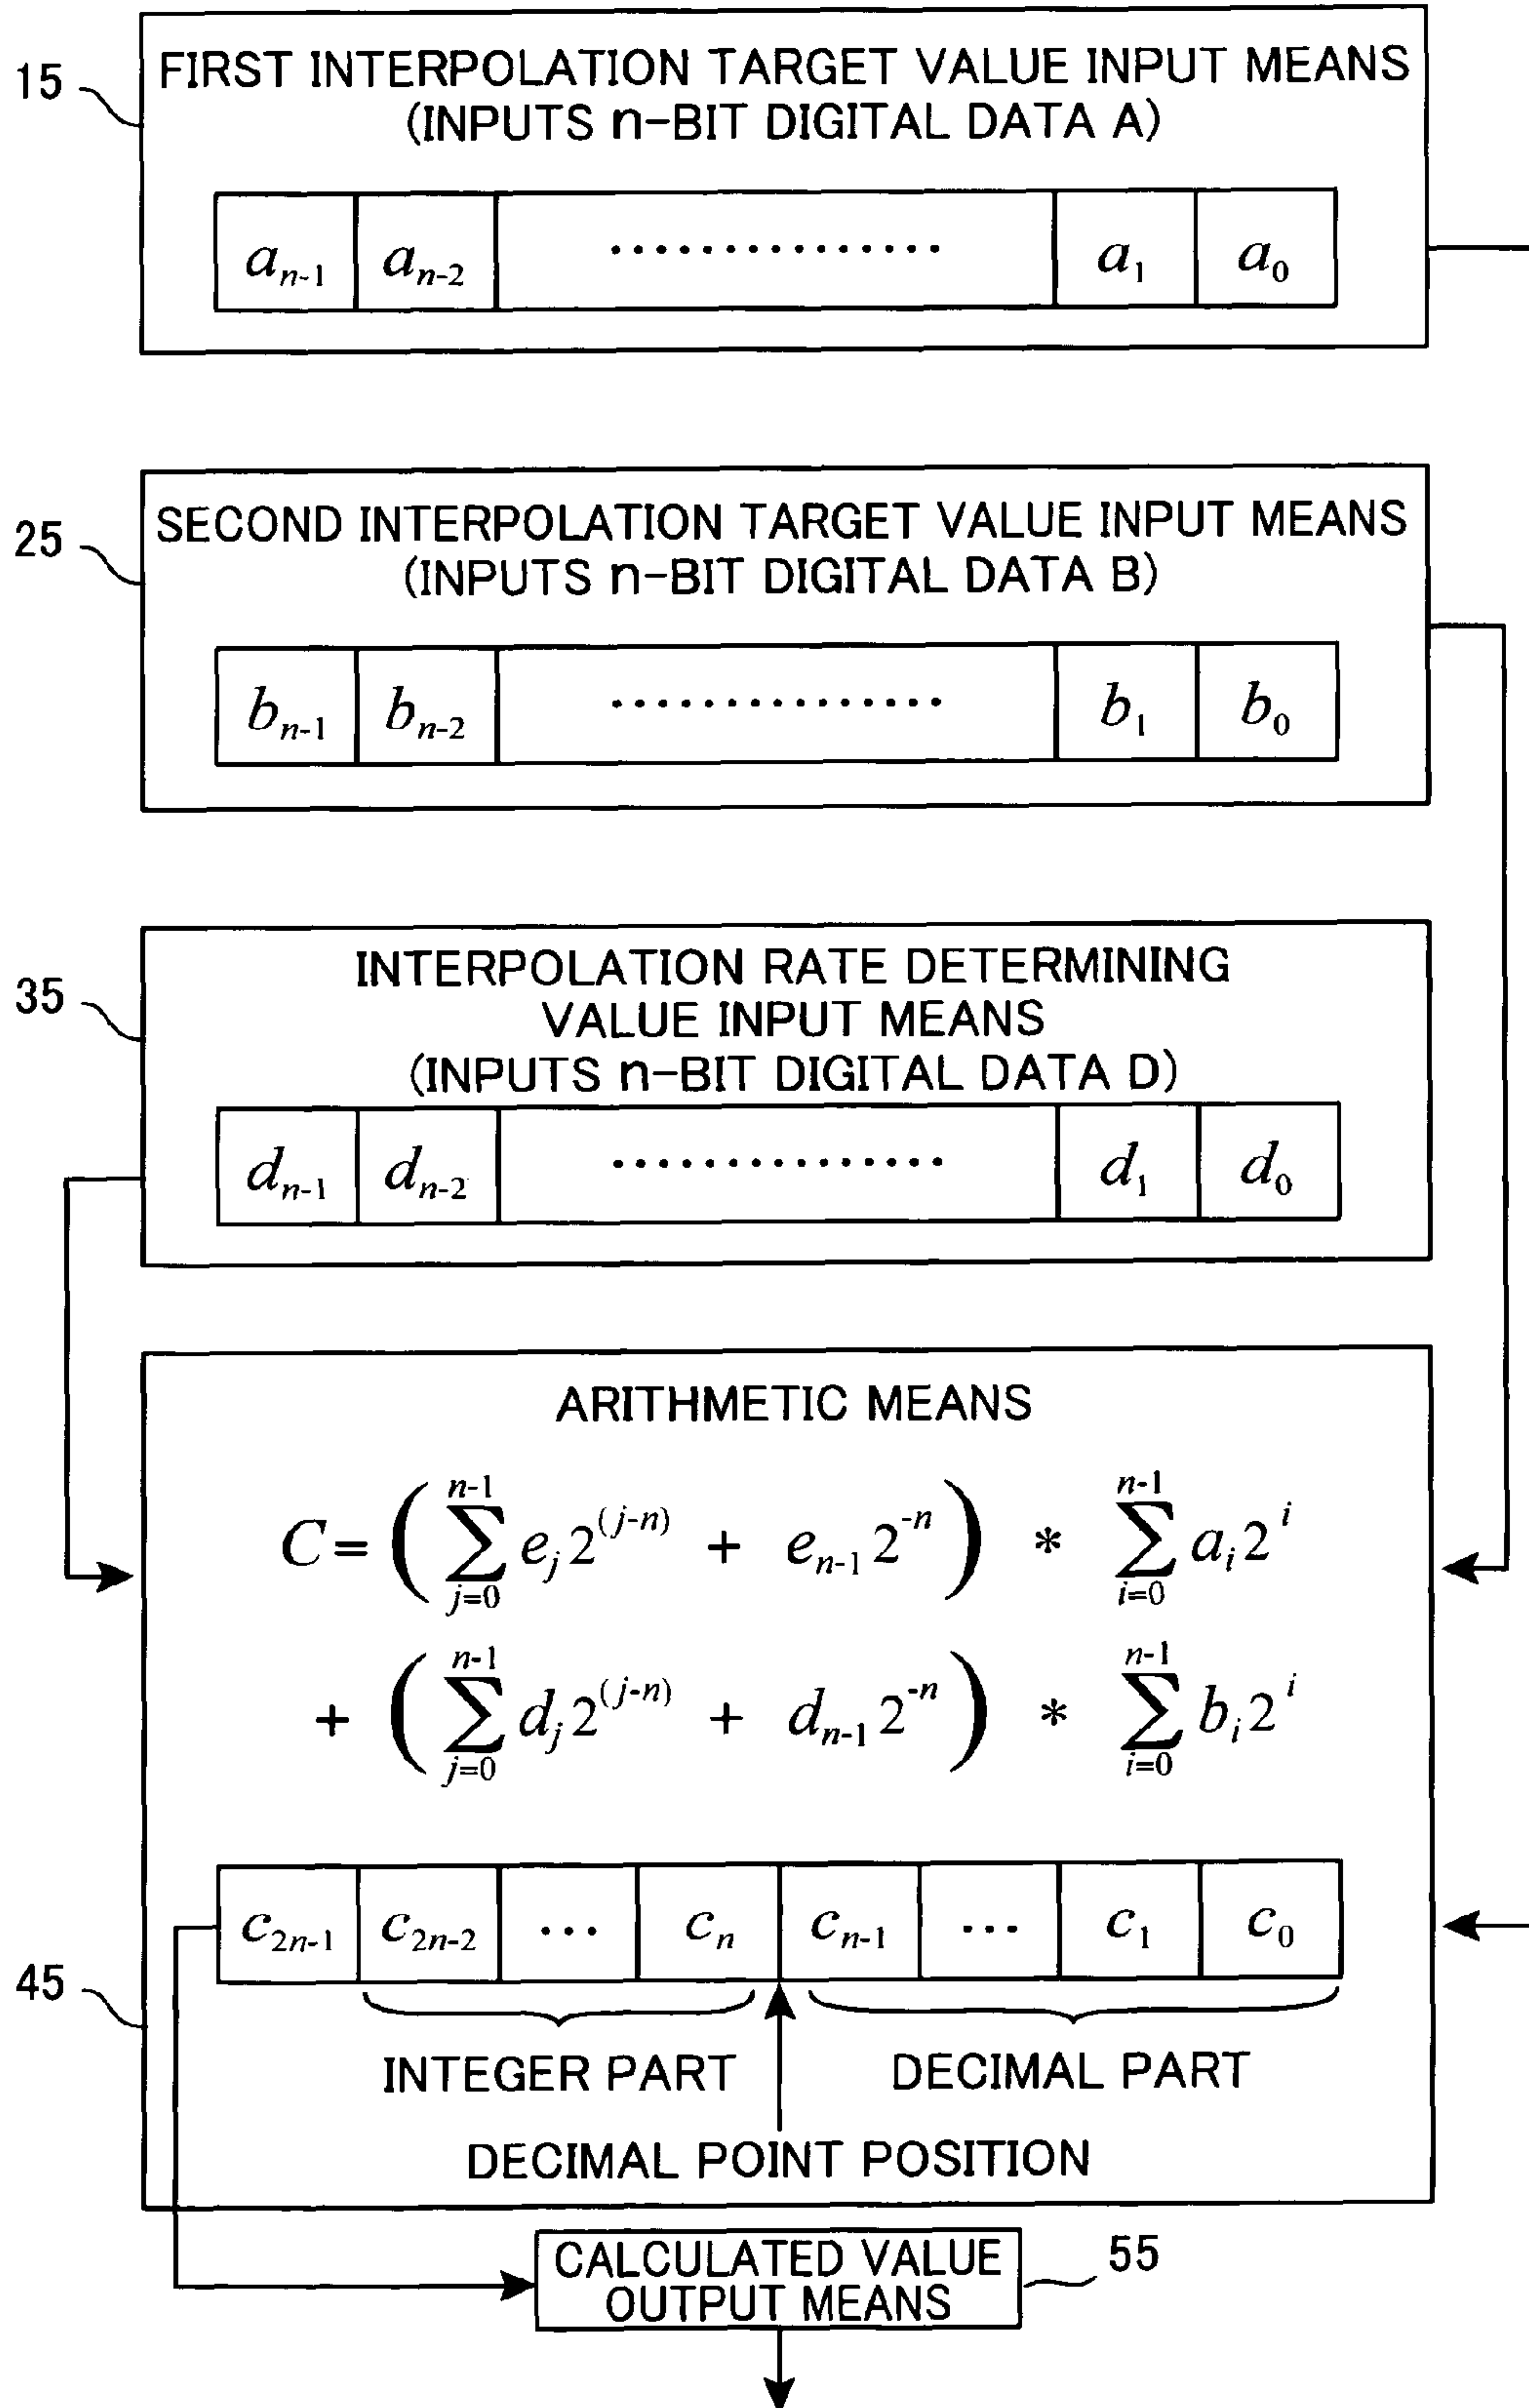 15
FIRST INTERPOLATION TARGET VALUE INPUT MEANS
(INPUTS n-BIT DIGITAL DATA A)
a_{n-1} a_{n-2} ··············· a_1 a_0
25
SECOND INTERPOLATION TARGET VALUE INPUT MEANS
(INPUTS n-BIT DIGITAL DATA B)
b_{n-1} b_{n-2} ··············· b_1 b_0
35
INTERPOLATION RATE DETERMINING
VALUE INPUT MEANS
(INPUTS n-BIT DIGITAL DATA D)
d_{n-1} d_{n-2} ··············· d_1 d_0
ARITHMETIC MEANS
C = ( \sum_{j=0}^{n-1} e_j 2^{(j-n)} + e_{n-1} 2^{-n} ) * \sum_{i=0}^{n-1} a_i 2^i
+ ( \sum_{j=0}^{n-1} d_j 2^{(j-n)} + d_{n-1} 2^{-n} ) * \sum_{i=0}^{n-1} b_i 2^i
c_{2n-1} c_{2n-2} ··· c_n c_{n-1} ··· c_1 c_0
45
INTEGER PART DECIMAL PART
DECIMAL POINT POSITION
CALCULATED VALUE
OUTPUT MEANS
55